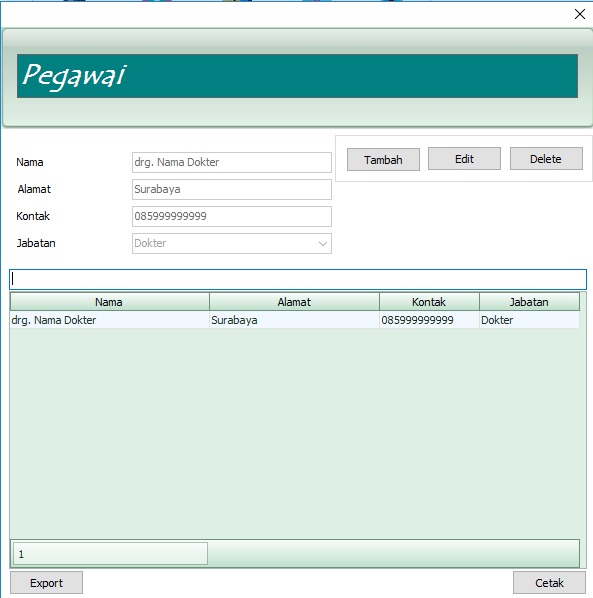 Pegawai
Nama drg. Nama Dokter Tambah Edit Delete
Alamat Surabaya
Kontak 085999999999
Jabatan Dokter
Nama Alamat Kontak Jabatan
drg. Nama Dokter Surabaya 085999999999 Dokter
1
Export Cetak